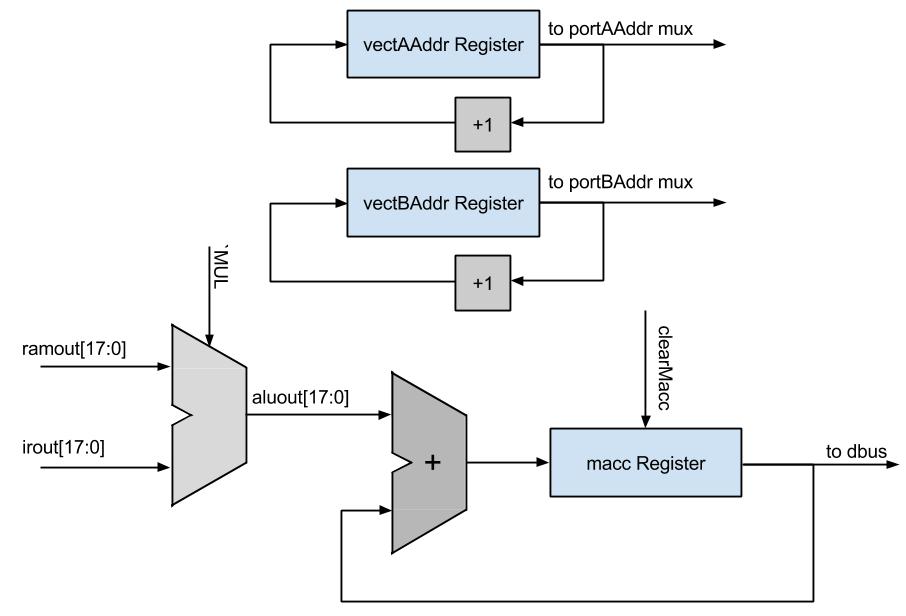 to portAAddr mux
vectAAddr Register
+1
to portBAddr mux
vectBAddr Register
+1
`MUL
ramout[17:0]
clearMacc
aluout[17:0]
irout[17:0]
+
macc Register
to dbus